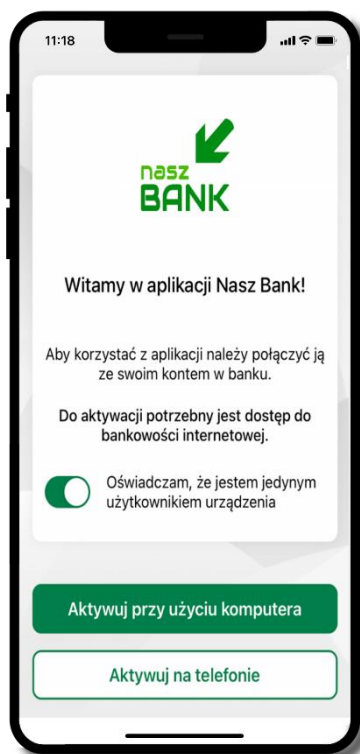 11:18
nasz
BANK
Witamy w aplikacji Nasz Bank!
Aby korzystać z aplikacji należy połączyć ją
ze swoim kontem w banku.
Do aktywacji potrzebny jest dostęp do
bankowości internetowej.
Oświadczam, że jestem jedynym
użytkownikiem urządzenia
Aktywuj przy użyciu komputera
Aktywuj na telefonie